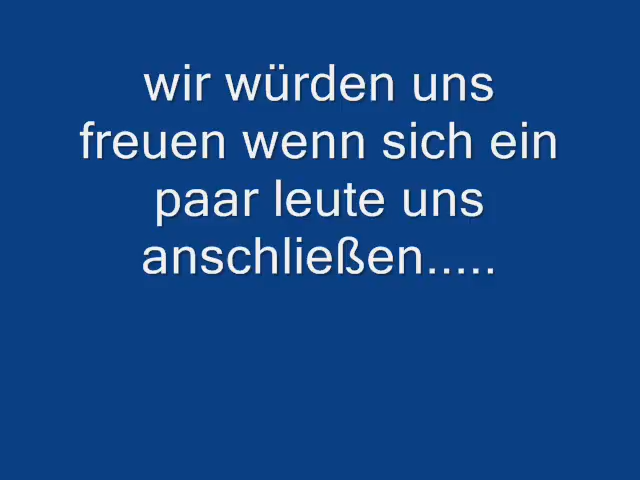 wir würden uns
freuen wenn sich ein
paar leute uns
anschließen.....